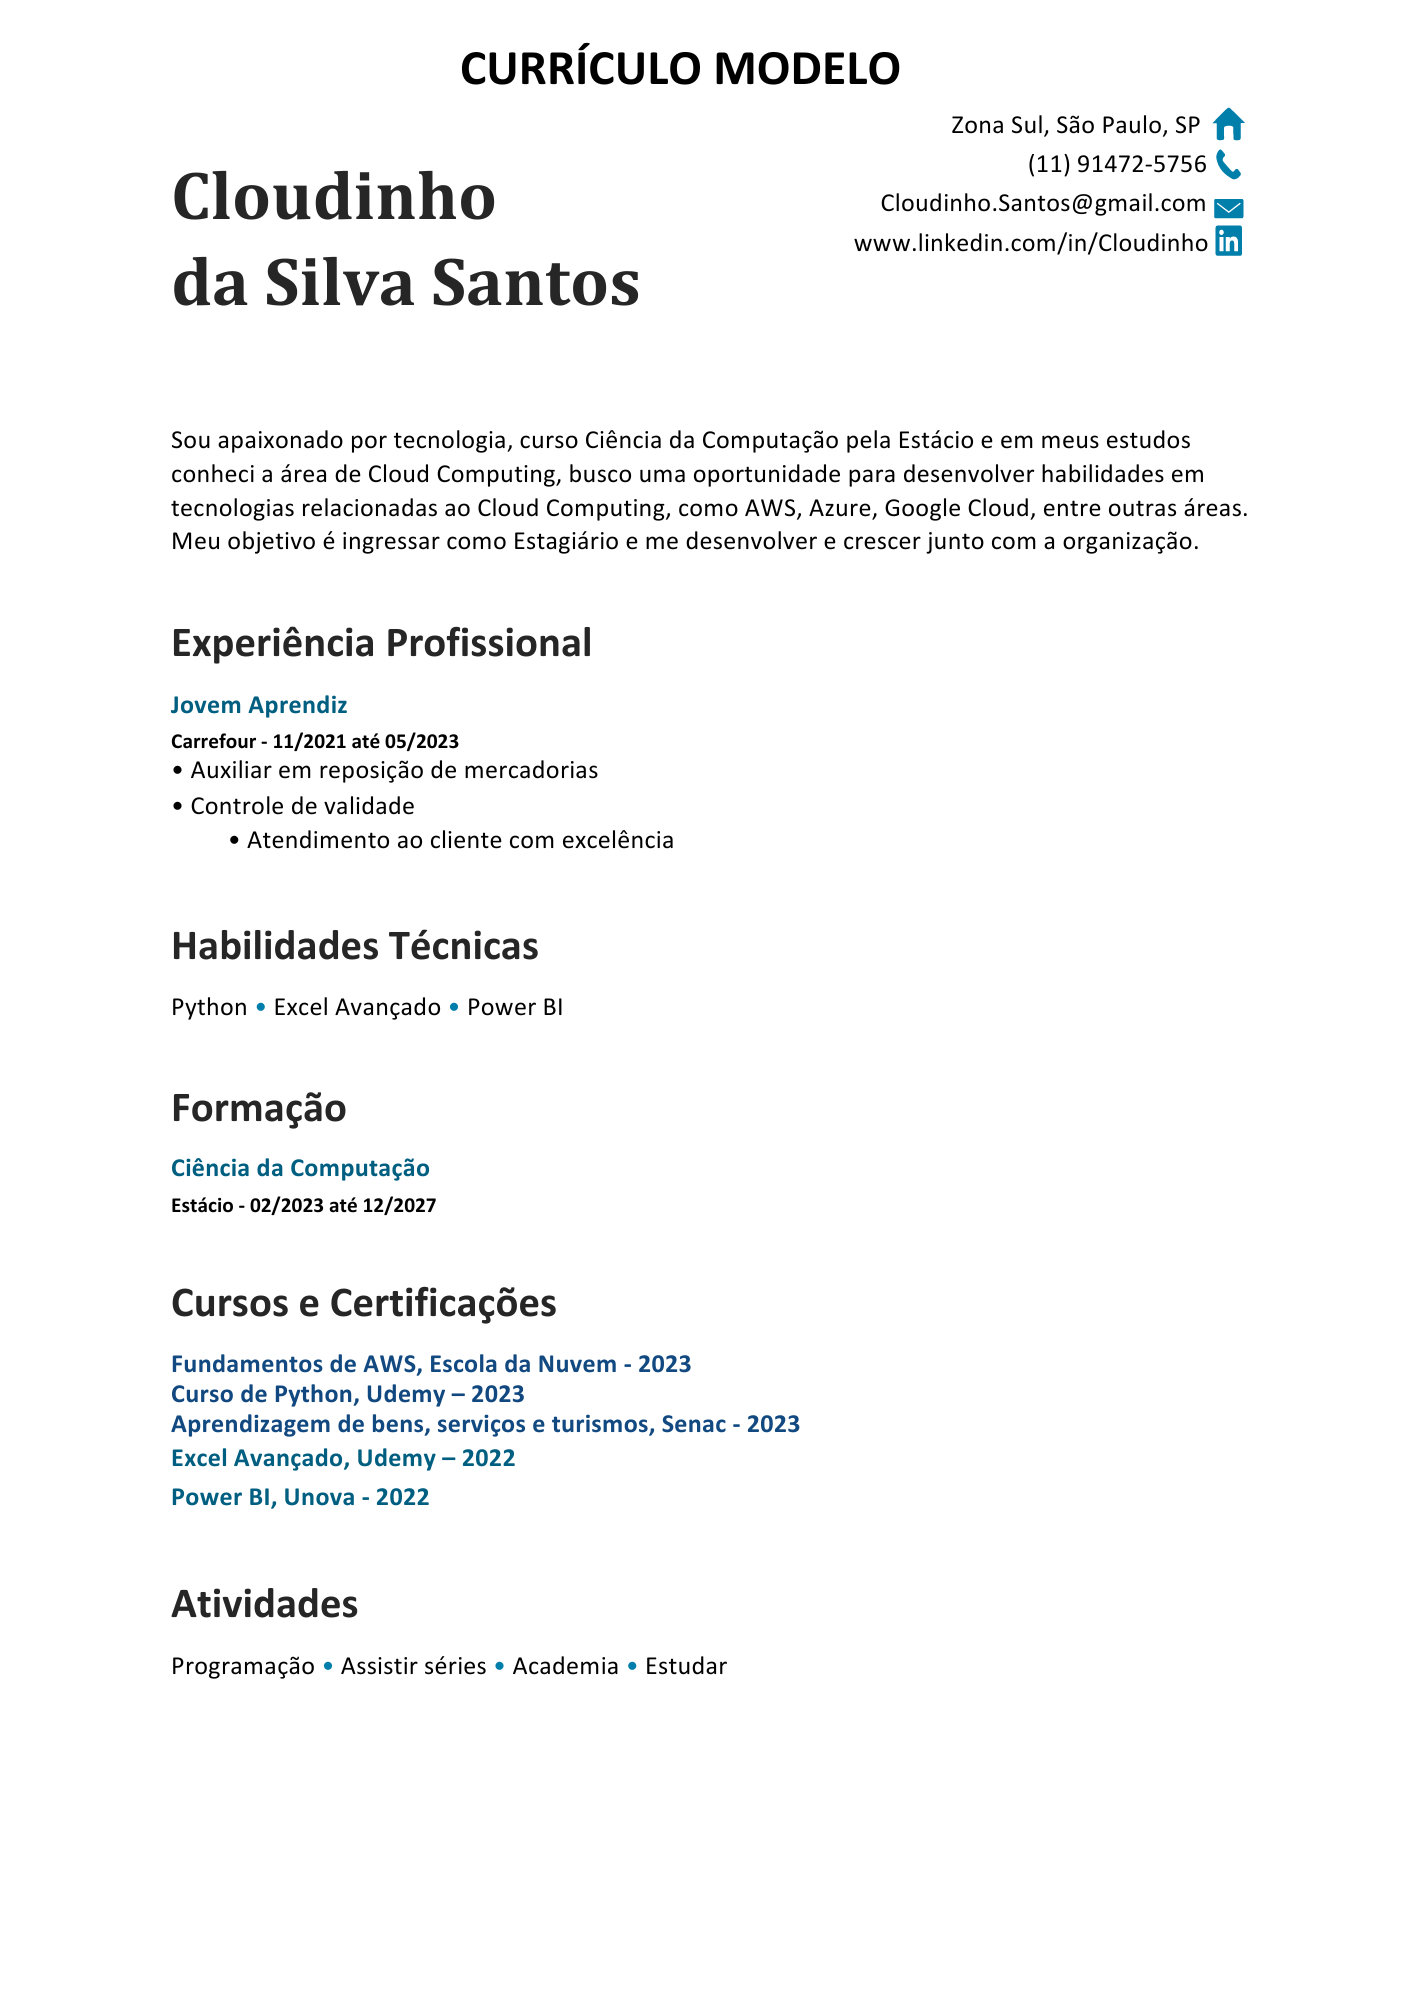 CURRÍCULO MODELO
Zona Sul, São Paulo, SP
(11) 91472-5756
Cloudinho.Santos@gmail.com
www.linkedin.com/in/Cloudinho
Cloudinho
da Silva Santos
Sou apaixonado por tecnologia, curso Ciência da Computação pela Estácio e em meus estudos
conheci a área de Cloud Computing, busco uma oportunidade para desenvolver habilidades em
tecnologias relacionadas ao Cloud Computing, como AWS, Azure, Google Cloud, entre outras áreas.
Meu objetivo é ingressar como Estagiário e me desenvolver e crescer junto com a organização.
Experiência Profissional
Jovem Aprendiz
Carrefour - 11/2021 até 05/2023
• Auxiliar em reposição de mercadorias
• Controle de validade
• Atendimento ao cliente com excelência
Habilidades Técnicas
Python • Excel Avançado • Power BI
Formação
Ciência da Computação
Estácio - 02/2023 até 12/2027
Cursos e Certificações
Fundamentos de AWS, Escola da Nuvem - 2023
Curso de Python, Udemy – 2023
Aprendizagem de bens, serviços e turismos, Senac - 2023
Excel Avançado, Udemy – 2022
Power BI, Unova - 2022
Atividades
Programação • Assistir séries • Academia • Estudar